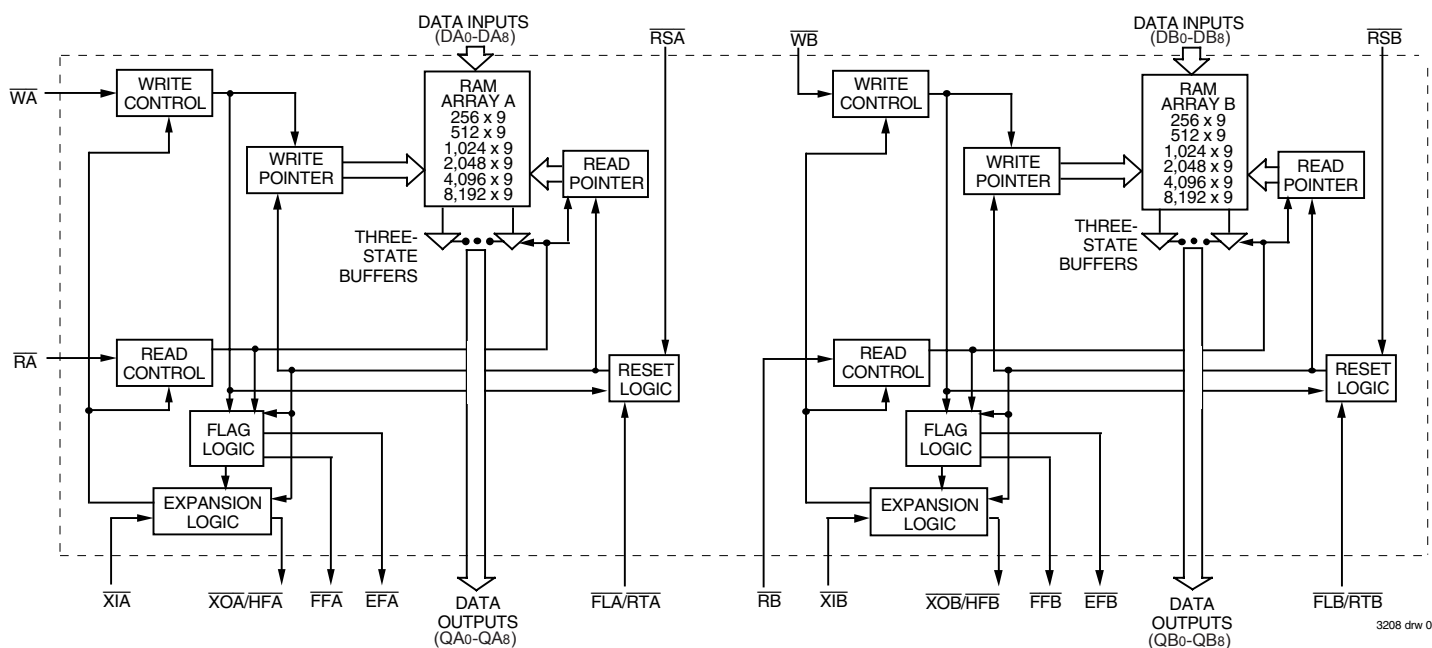 DATA INPUTS
(DA0-DA8)
RSA
WA
WRITE
CONTROL
RAM
ARRAY A
256 x 9
512 x 9
1,024 x 9
2,048 x 9
4,096 x 9
8,192 x 9
WRITE
POINTER
READ
POINTER
THREE-
STATE
BUFFERS
RA
READ
CONTROL
RESET
LOGIC
FLAG
LOGIC
EXPANSION
LOGIC
XIA
XOA/HFA
FFA
EFA
DATA
OUTPUTS
(QA0-QA8)
FLA/RTA
WB
DATA INPUTS
(DB0-DB8)
RSB
WRITE
CONTROL
RAM
ARRAY B
256 x 9
512 x 9
1,024 x 9
2,048 x 9
4,096 x 9
8,192 x 9
WRITE
POINTER
READ
POINTER
THREE-
STATE
BUFFERS
READ
CONTROL
RESET
LOGIC
FLAG
LOGIC
EXPANSION
LOGIC
RB
XIB
XOB/HFB
FFB
EFB
DATA
OUTPUTS
(QB0-QB8)
FLB/RTB
3208 drw 0